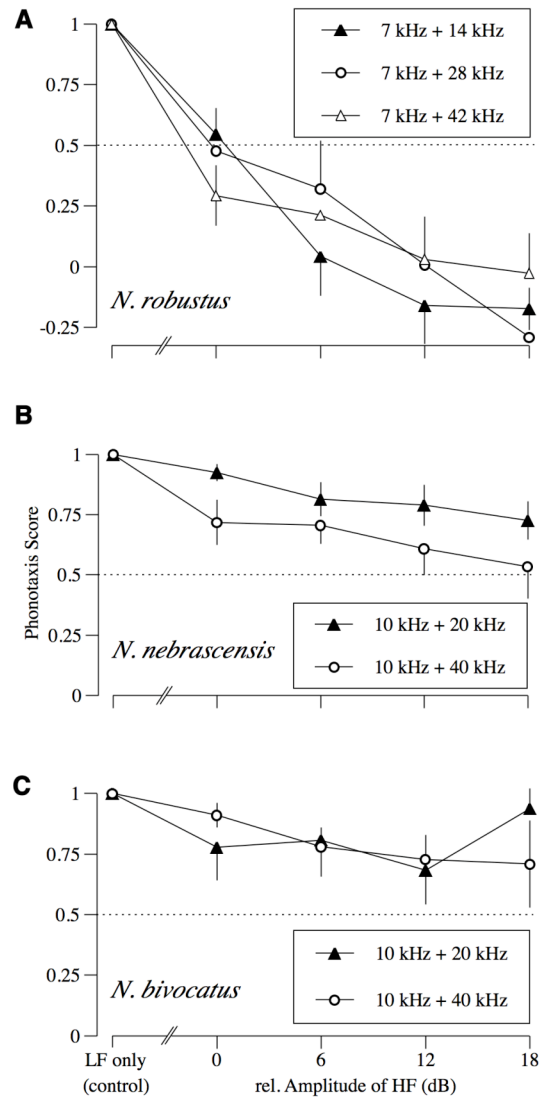 A
1
7 kHz + 14 kHz
0.75
7 kHz + 28 kHz
7 kHz + 42 kHz
0.5
0.25
0
N. robustus
-0.25
B
1
0.75
Phonotaxis Score
0.5
10 kHz + 20 kHz
0.25
N. nebrascensis
10 kHz + 40 kHz
0
C
1
0.75
0.5
10 kHz + 20 kHz
0.25
N. bivocatus
10 kHz + 40 kHz
0
LF only 0 6 12 18
(control) rel. Amplitude of HF (dB)